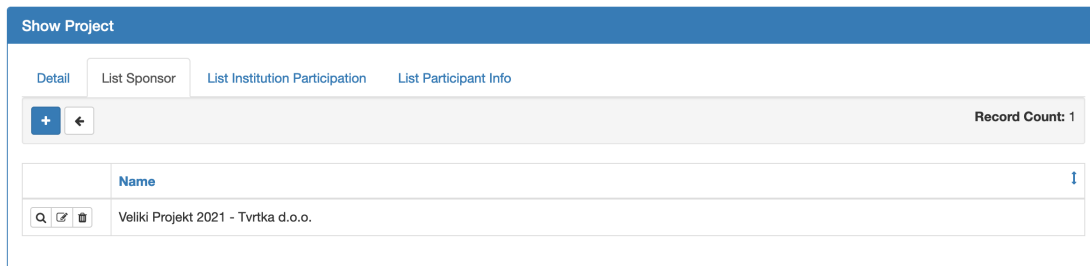 Show Project
Detail List Sponsor List Institution Participation List Participant Info
+ Record Count: 1
Name
Veliki Projekt 2021 - Tvrtka d.o.o.